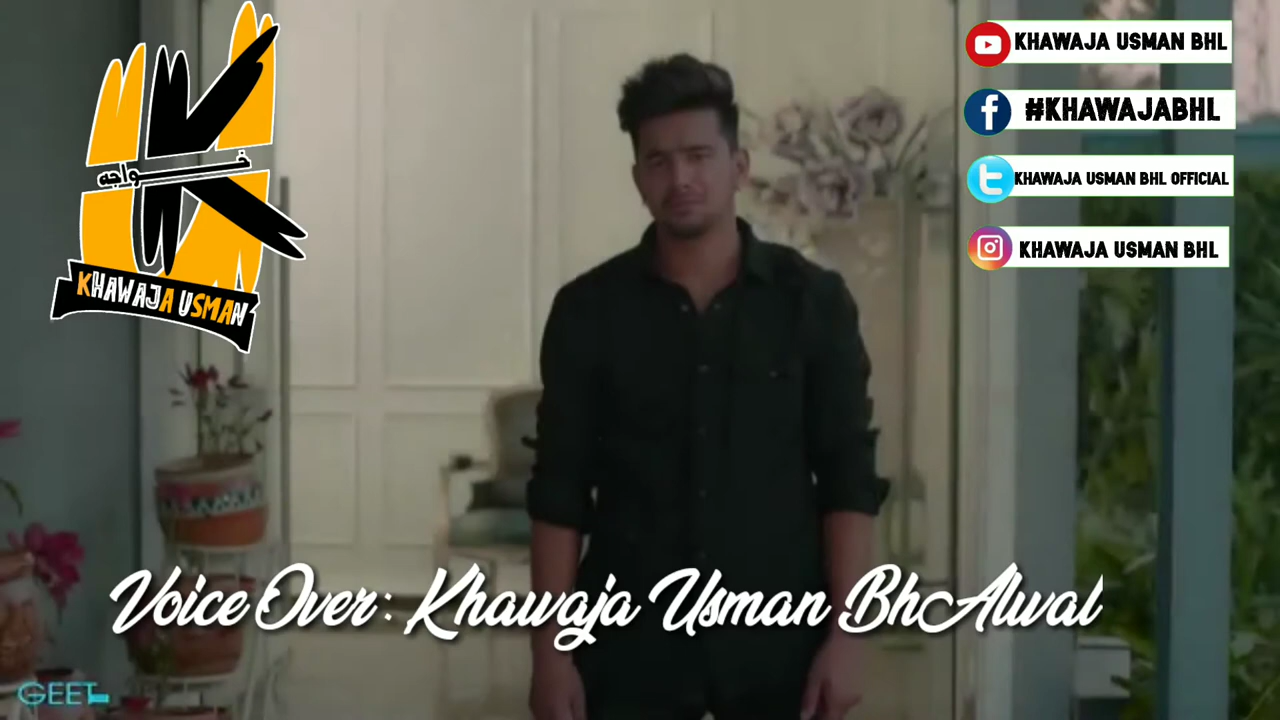 خواجه
KHAWAJA USMAN
KHAWAJA USMAN BHL
#KHAWAJABHL
KHAWAJA USMAN BHL OFFICIAL
KHAWAJA USMAN BHL
Voice Over: Khawaja Usman BhAlwal
GEET